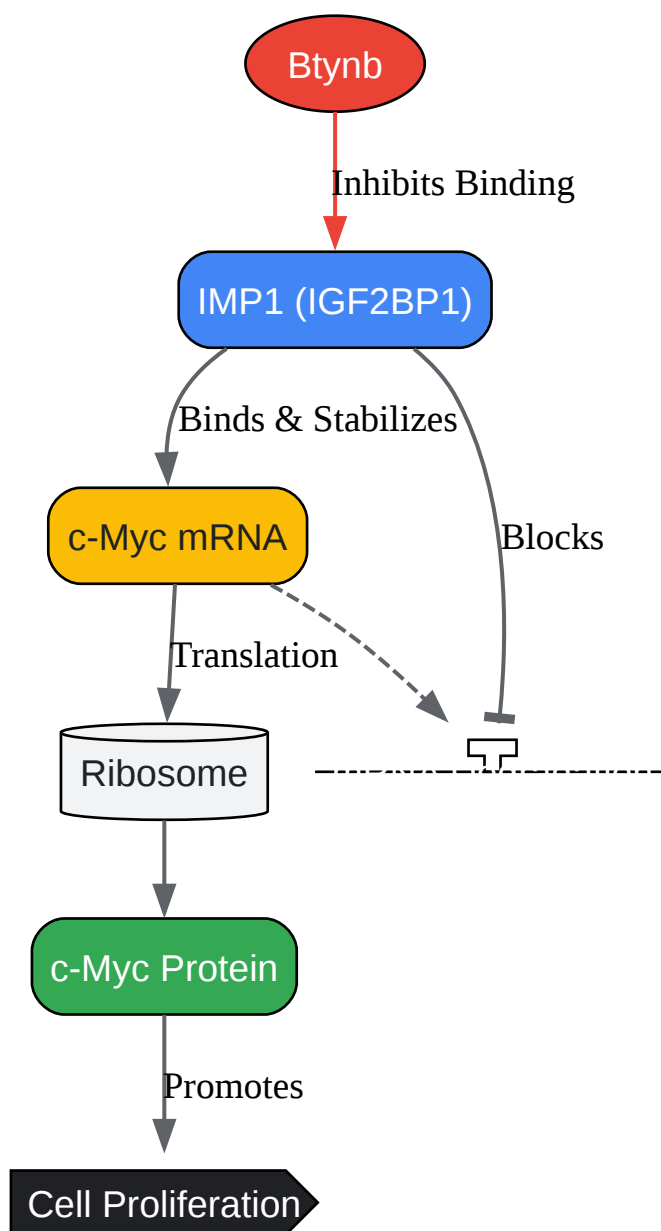 Btynb
Inhibits Binding
IMP1 (IGF2BP1)
Binds & Stabilizes
c-Myc mRNA
Blocks
Translation
Ribosome
c-Myc Protein
Promotes
Cell Proliferation